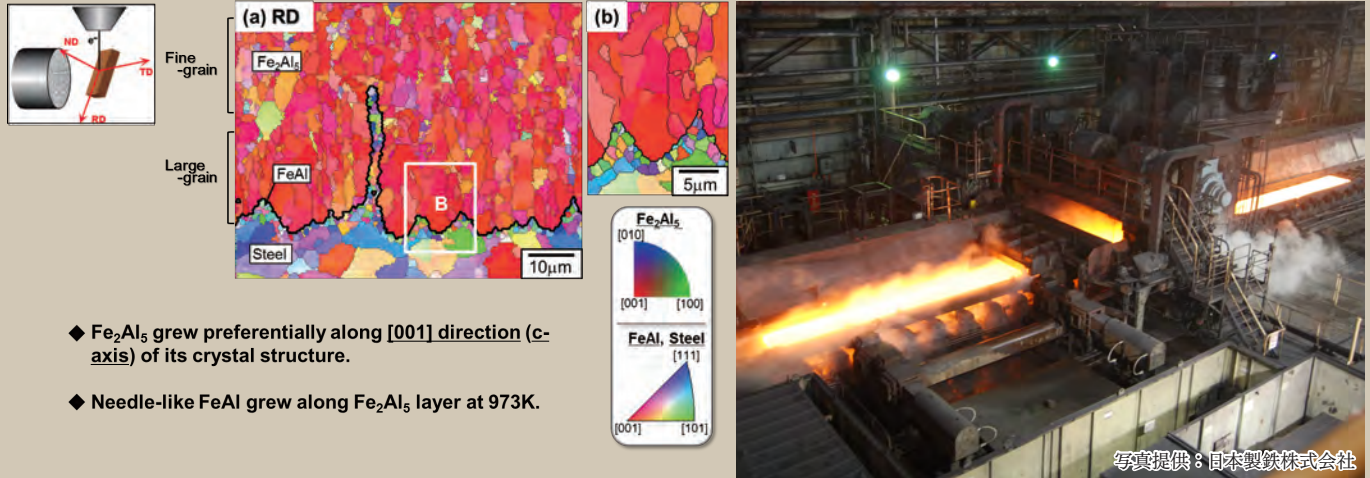 ND
e⁻
TD
RD
Fine
-grain
Large
-grain
(a) RD
Fe₂Al₅
FeAl
B
Steel
10μm
(b)
5μm
Fe₂Al₅
[010]
[001] [100]
FeAl, Steel
[111]
[001] [101]
◆ Fe₂Al₅ grew preferentially along [001] direction (c-
axis) of its crystal structure.
◆ Needle-like FeAl grew along Fe₂Al₅ layer at 973K.
写真提供：日本製鉄株式会社